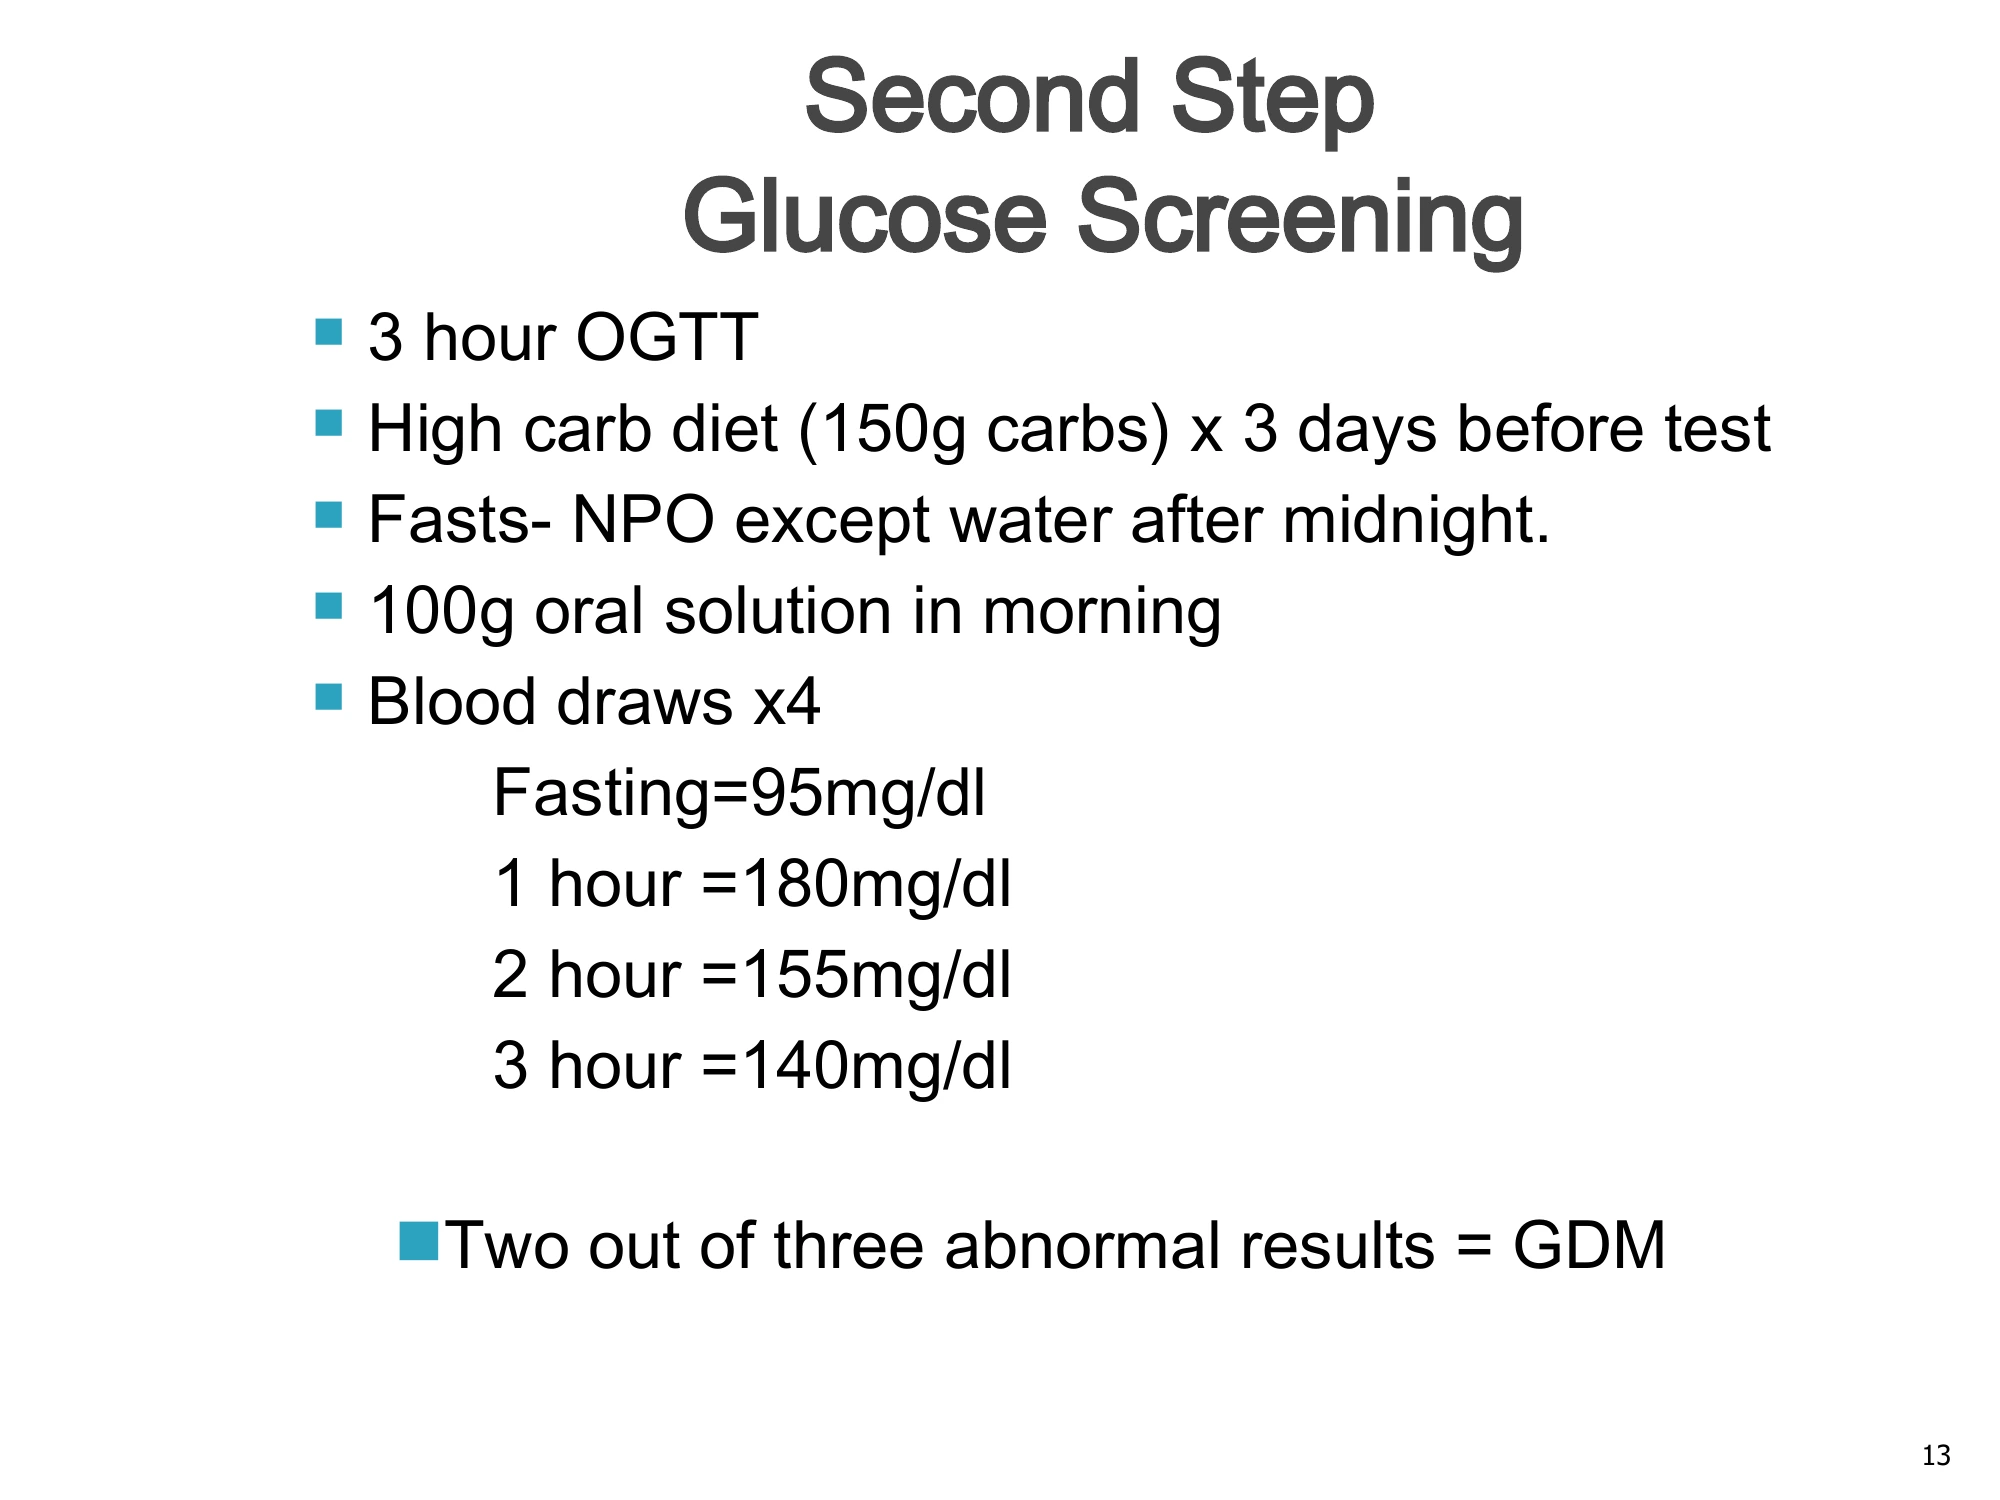 Second Step
Glucose Screening
3 hour OGTT
High carb diet (150g carbs) x 3 days before test
Fasts- NPO except water after midnight.
100g oral solution in morning
Blood draws x4
Fasting=95mg/dl
1 hour =180mg/dl
2 hour =155mg/dl
3 hour =140mg/dl
Two out of three abnormal results = GDM
13